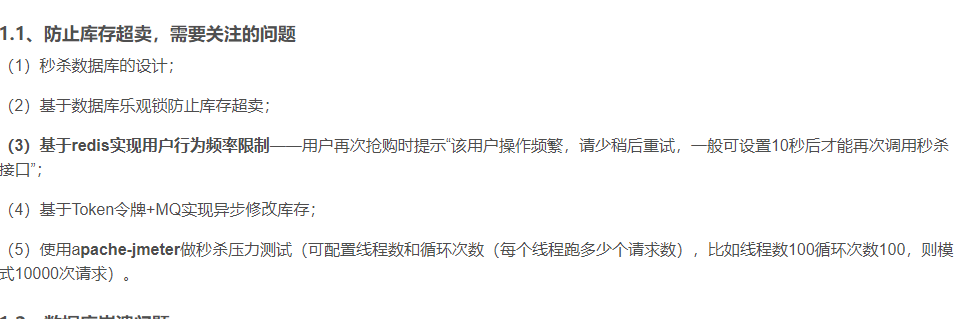 1.1、防止库存超卖，需要关注的问题
（1）秒杀数据库的设计；
（2）基于数据库乐观锁防止库存超卖；
（3）基于redis实现用户行为频率限制——用户再次抢购时提示“该用户操作频繁，请少稍后重试，一般可设置10秒后才能再次调用秒杀
接口”；
（4）基于Token令牌+MQ实现异步修改库存；
（5）使用apache-jmeter做秒杀压力测试（可配置线程数和循环次数（每个线程跑多少个请求数），比如线程数100循环次数100，则模
式10000次请求）。